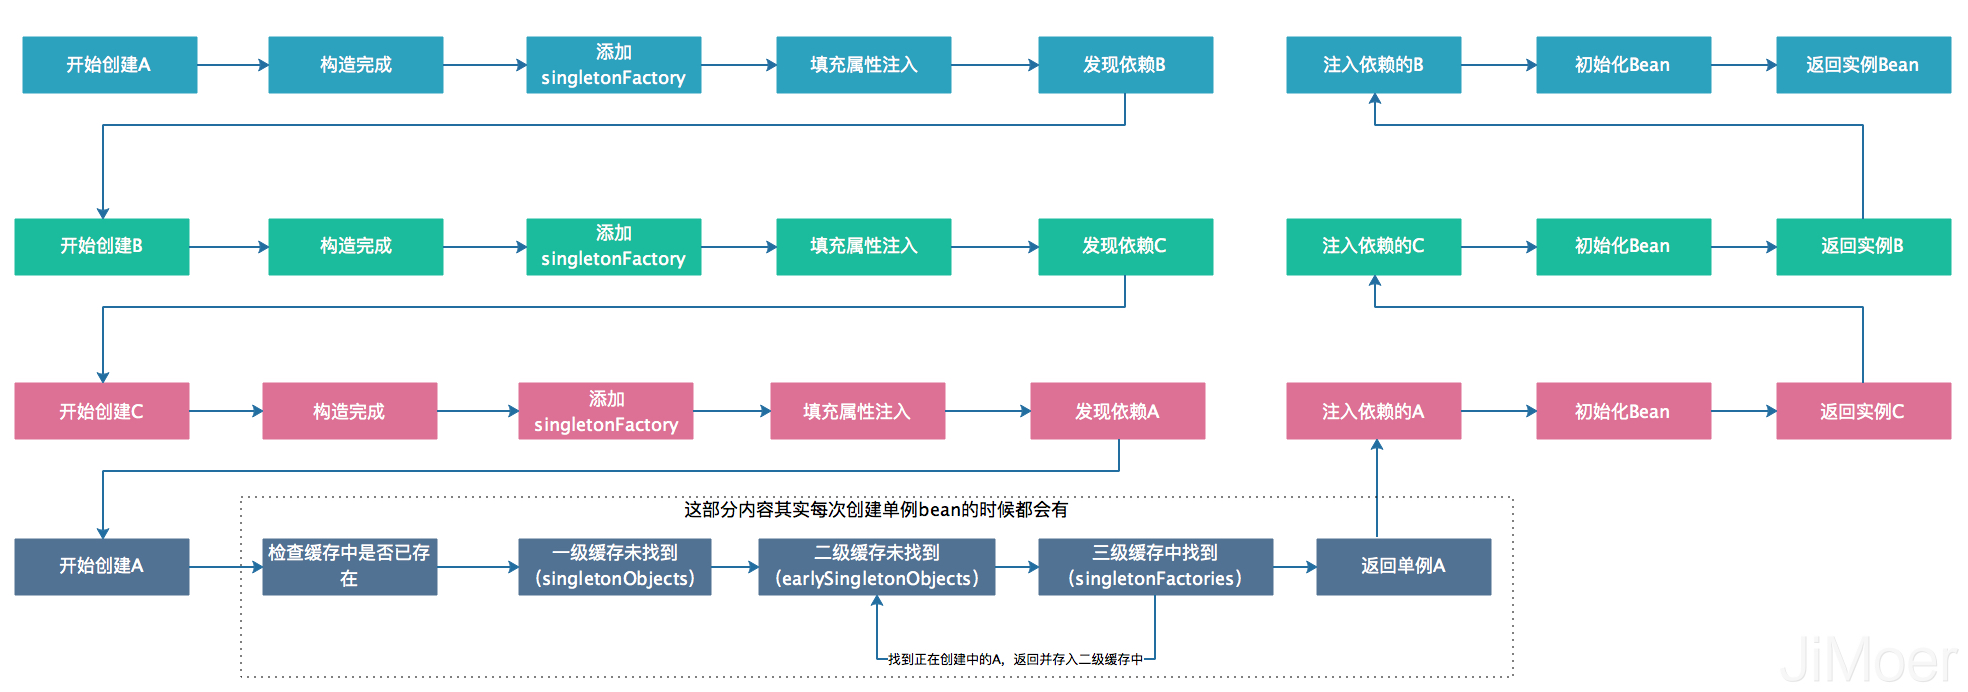 开始创建A
构造完成
添加
singletonFactory
填充属性注入
发现依赖B
注入依赖的B
初始化Bean
返回实例Bean
开始创建B
构造完成
添加
singletonFactory
填充属性注入
发现依赖C
注入依赖的C
初始化Bean
返回实例B
开始创建C
构造完成
添加
singletonFactory
填充属性注入
发现依赖A
注入依赖的A
初始化Bean
返回实例C
这部分内容其实每次创建单例bean的时候都会有
开始创建A
检查缓存中是否已存
在
一级缓存未找到
（singletonObjects）
二级缓存未找到
（earlySingletonObjects）
三级缓存中找到
（singletonFactories）
返回单例A
找到正在创建中的A，返回并存入二级缓存中
JiMoer